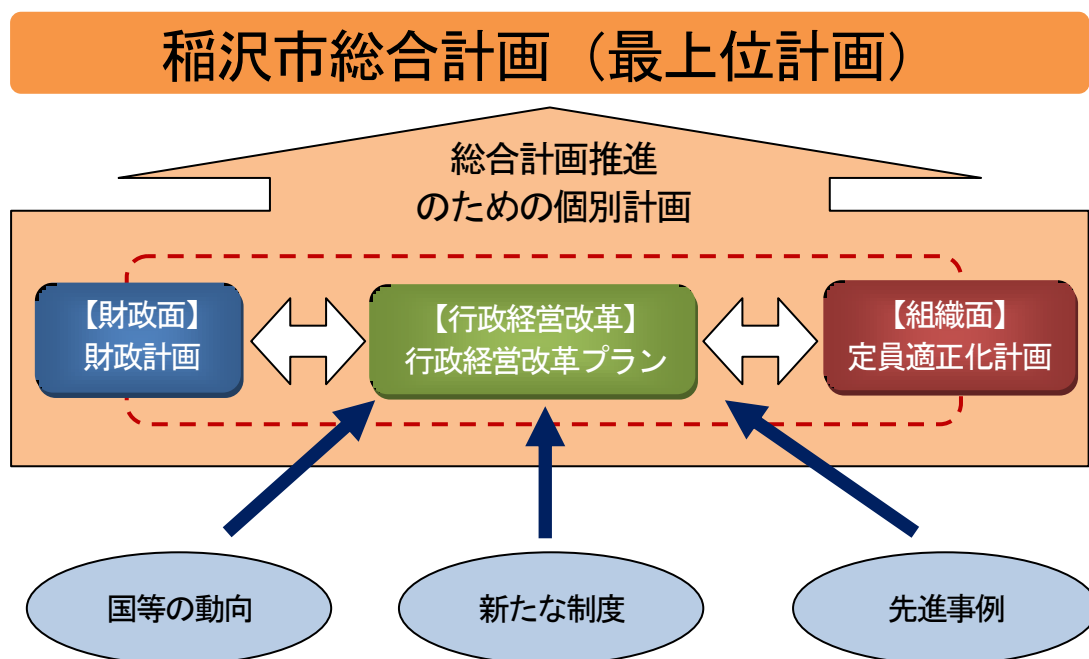 稲沢市総合計画（最上位計画）
総合計画推進
のための個別計画
【財政面】
財政計画
【行政経営改革】
行政経営改革プラン
【組織面】
定員適正化計画
国等の動向
新たな制度
先進事例